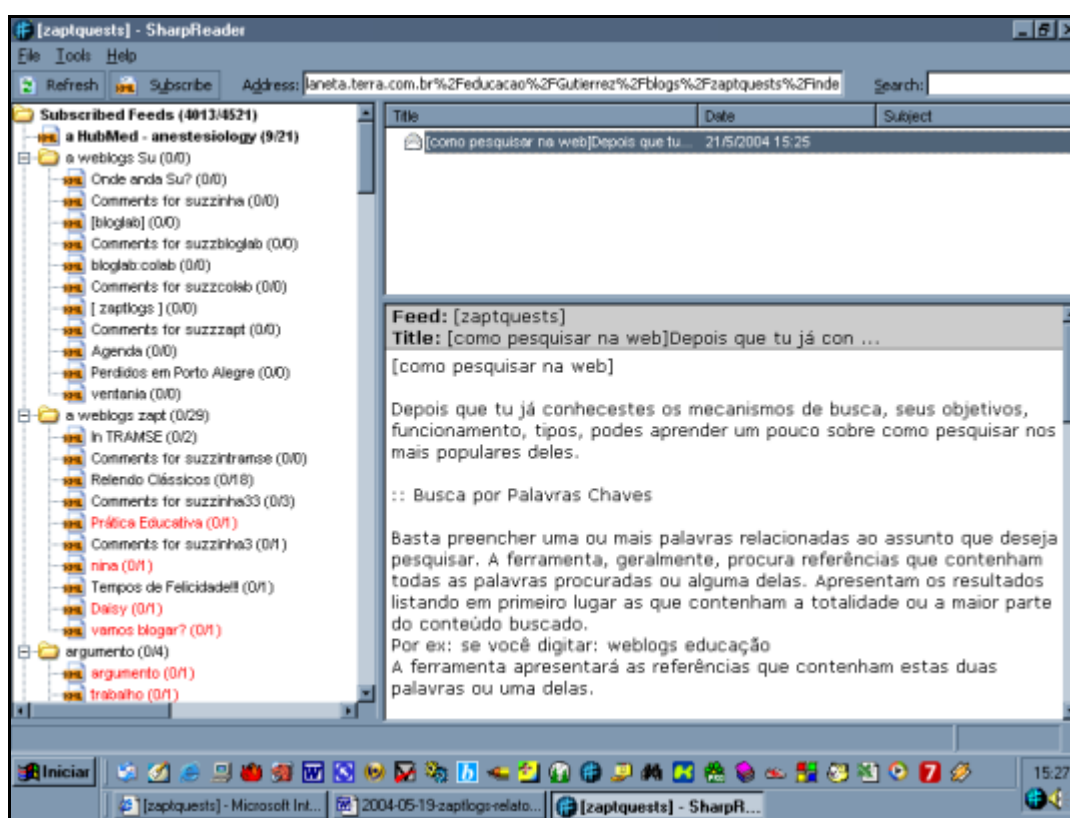 [zaptquests] - SharpReader
File Tools Help
Refresh Subscribe Address: laneta.terra.com.br%2Feducacao%2FGutierrez%2Fblogs%2Fzaptquests%2Finde Search:
Subscribed Feeds (4013/4521)
a HubMed - anestesiology (9/21)
a weblogs Su (0/0)
Onde anda Su? (0/0)
Comments for suzzinha (0/0)
[bloglab] (0/0)
Comments for suzzbloglab (0/0)
bloglab:colab (0/0)
Comments for suzzcolab (0/0)
[ zaptlogs ] (0/0)
Comments for suzzzapt (0/0)
Agenda (0/0)
Perdidos em Porto Alegre (0/0)
ventania (0/0)
a weblogs zapt (0/29)
In TRAMSE (0/2)
Comments for suzzintramse (0/0)
Relendo Clássicos (0/18)
Comments for suzzinha33 (0/3)
Prática Educativa (0/1)
Comments for suzzinha3 (0/1)
nina (0/1)
Tempos de Felicidade!!! (0/1)
Daisy (0/1)
vamos blogar? (0/1)
argumento (0/4)
argumento (0/1)
trabalho (0/1)
Title Date Subject
[como pesquisar na web]Depois que tu... 21/5/2004 15:25
Feed: [zaptquests]
Title: [como pesquisar na web]Depois que tu já con ...
[como pesquisar na web]
Depois que tu já conhecestes os mecanismos de busca, seus objetivos,
funcionamento, tipos, podes aprender um pouco sobre como pesquisar nos
mais populares deles.
:: Busca por Palavras Chaves
Basta preencher uma ou mais palavras relacionadas ao assunto que deseja
pesquisar. A ferramenta, geralmente, procura referências que contenham
todas as palavras procuradas ou alguma delas. Apresentam os resultados
listando em primeiro lugar as que contenham a totalidade ou a maior parte
do conteúdo buscado.
Por ex: se você digitar: weblogs educação
A ferramenta apresentará as referências que contenham estas duas
palavras ou uma delas.
Iniciar 15:27
[zaptquests] - Microsoft Int... 2004-05-19-zaptlogs-relato... [zaptquests] - SharpR...